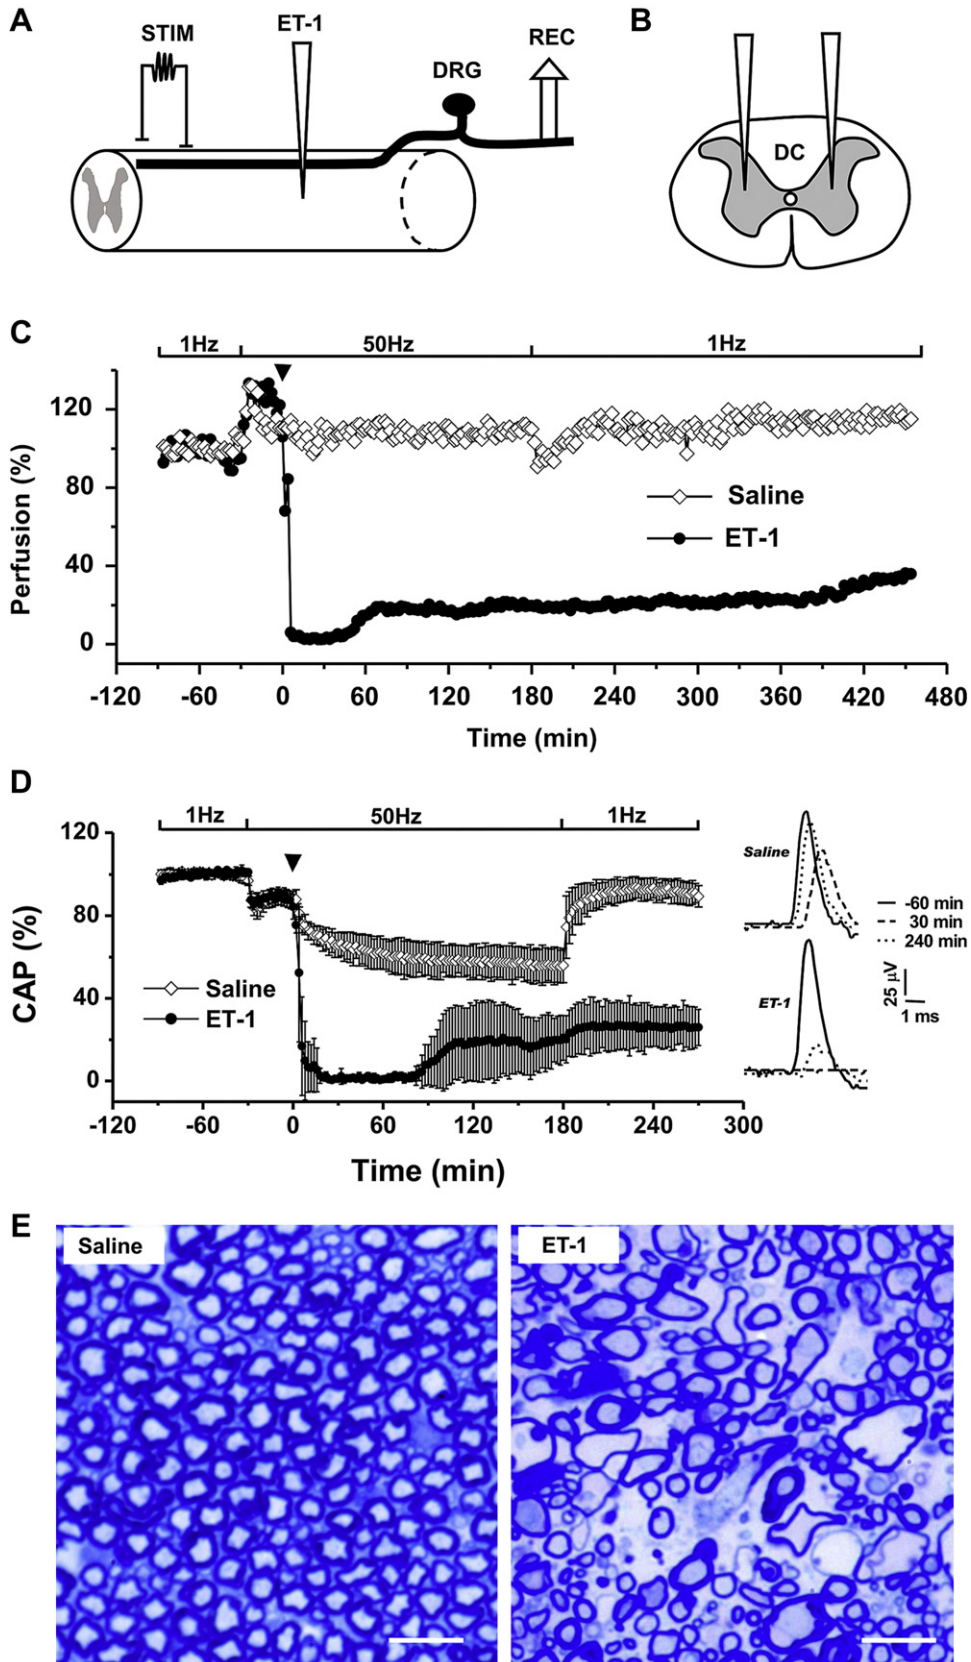 A
STIM
ET-1
DRG
REC
B
DC
C
1Hz 50Hz 1Hz
Perfusion (%)
120
80
40
0
Saline
ET-1
-120 -60 0 60 120 180 240 300 360 420 480
Time (min)
D
1Hz 50Hz 1Hz
CAP (%)
120
80
40
0
Saline
ET-1
-120 -60 0 60 120 180 240 300
Time (min)
Saline
-60 min
30 min
240 min
ET-1
25 µV
1 ms
E
Saline
ET-1